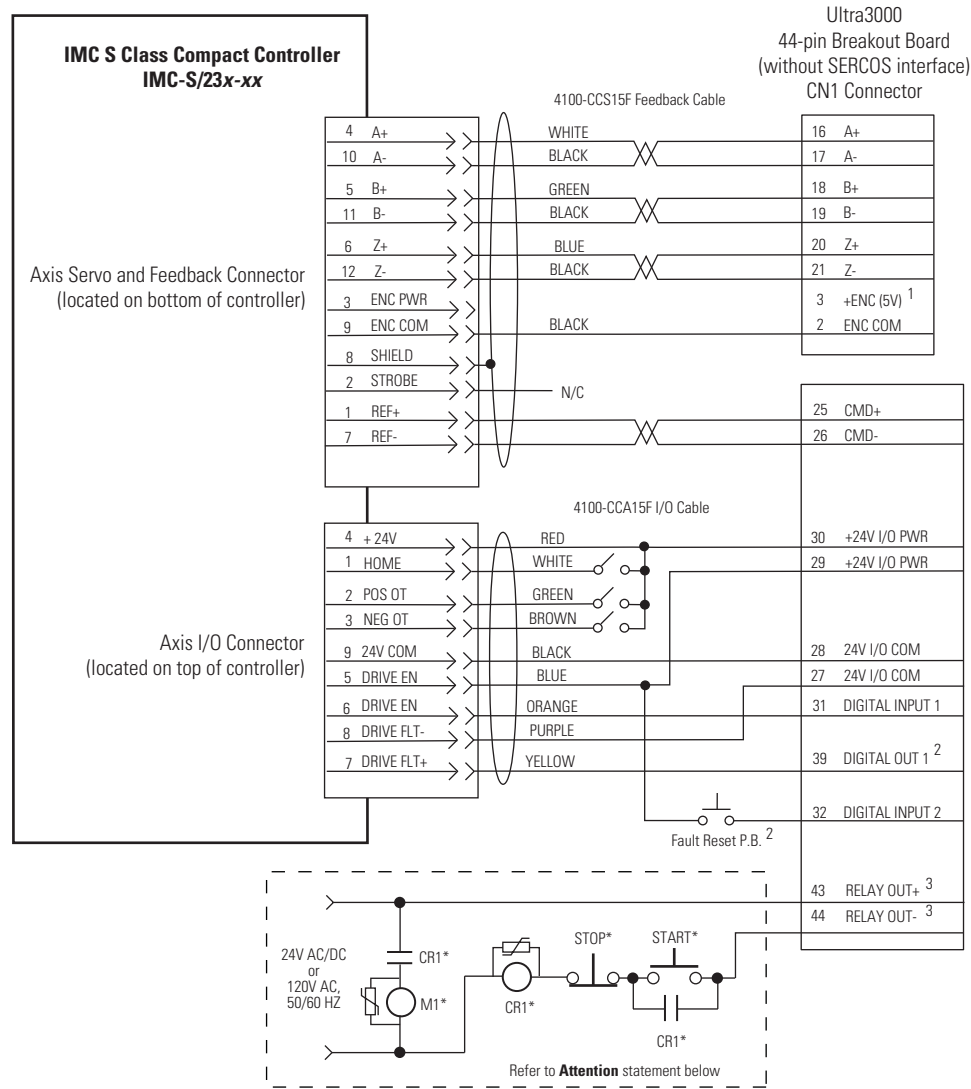 Ultra3000
44-pin Breakout Board
(without SERCOS interface)
CN1 Connector
IMC S Class Compact Controller
IMC-S/23x-xx
4100-CCS15F Feedback Cable
4 A+ WHITE 16 A+
10 A- BLACK 17 A-
5 B+ GREEN 18 B+
11 B- BLACK 19 B-
6 Z+ BLUE 20 Z+
12 Z- BLACK 21 Z-
Axis Servo and Feedback Connector
(located on bottom of controller)
3 ENC PWR 3 +ENC (5V) 1
9 ENC COM BLACK 2 ENC COM
8 SHIELD
2 STROBE N/C
1 REF+ 25 CMD+
7 REF- 26 CMD-
4100-CCA15F I/O Cable
4 + 24V RED 30 +24V I/O PWR
1 HOME WHITE 29 +24V I/O PWR
2 POS OT GREEN
3 NEG OT BROWN
Axis I/O Connector
(located on top of controller)
9 24V COM BLACK 28 24V I/O COM
5 DRIVE EN BLUE 27 24V I/O COM
6 DRIVE EN ORANGE 31 DIGITAL INPUT 1
8 DRIVE FLT- PURPLE
7 DRIVE FLT+ YELLOW 39 DIGITAL OUT 1 2
32 DIGITAL INPUT 2
Fault Reset P.B. 2
43 RELAY OUT+ 3
44 RELAY OUT- 3
24V AC/DC
or
120V AC,
50/60 HZ
CR1*
M1*
CR1*
STOP*
START*
CR1*
Refer to Attention statement below